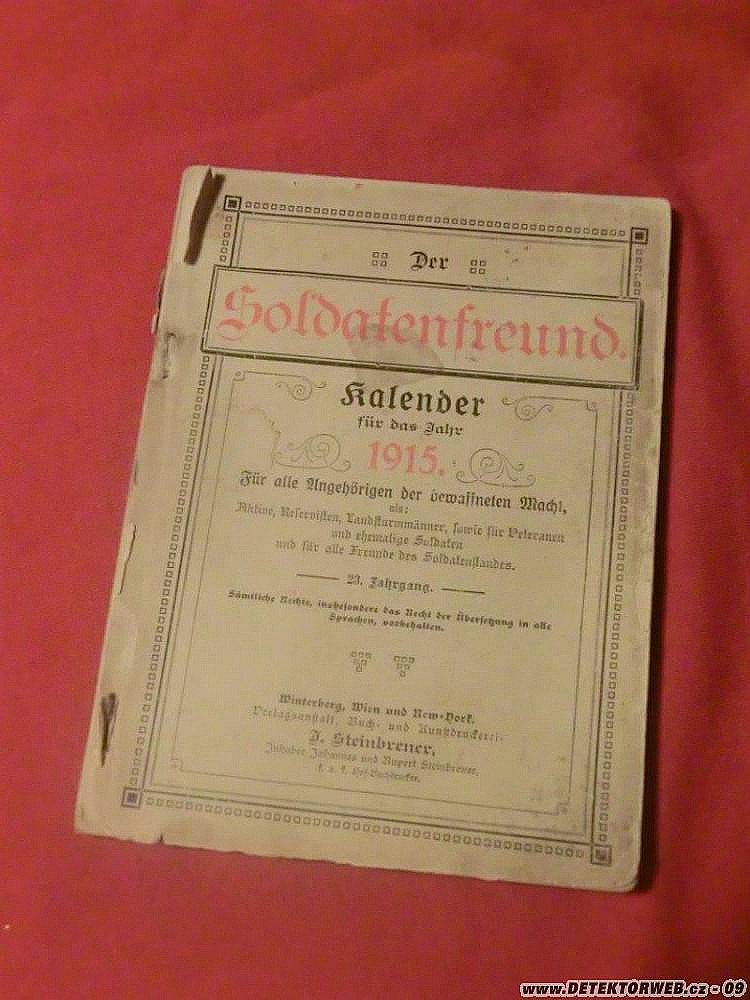 Der
Soldatenfreund.
Kalender
für das Jahr
1915.
Für alle Angehörigen der bewaffneten Macht,
als:
Aktive, Reservisten, Landsturmmänner, sowie für Veteranen
und ehemalige Soldaten
und für alle Freunde des Soldatenstandes.
23. Jahrgang.
Sämtliche Rechte, insbesondere das Recht der Übersetzung in alle
Sprachen, vorbehalten.
Winterberg, Wien und New-York.
Verlagsanstalt, Buch- und Kunstdruckerei
J. Steinbrener,
Inhaber Johannes und Rupert Steinbrener,
k. u. k. Hof-Buchdrucker.
www.DETEKTORWEB.cz - 09